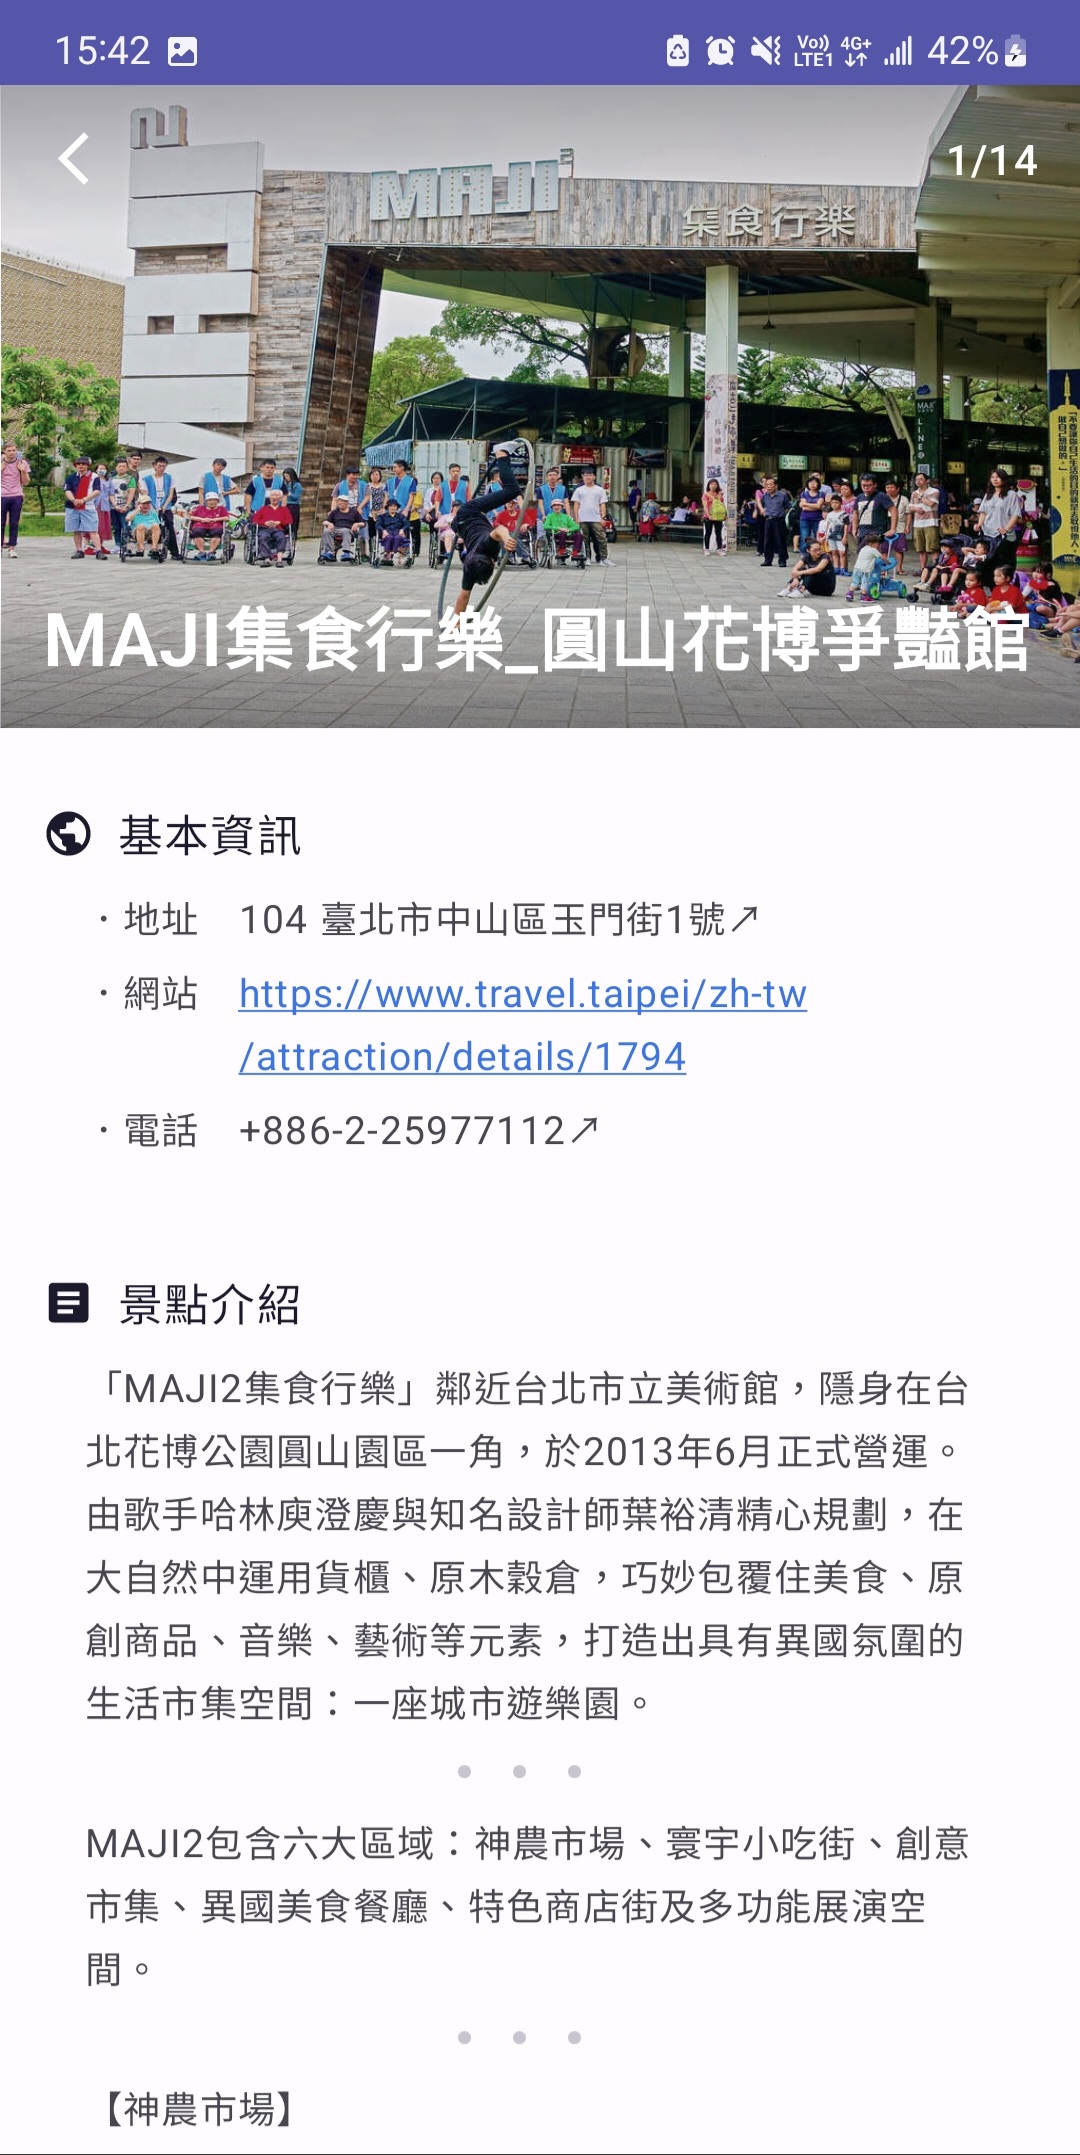 15:42
Vo))
LTE1
4G+
42%
1/14
MAJI²
集食行樂
MAJI
LINE@
MAJI集食行樂_圓山花博爭豔館
基本資訊
・地址 104 臺北市中山區玉門街1號↗
・網站 https://www.travel.taipei/zh-tw
/attraction/details/1794
・電話 +886-2-25977112↗
景點介紹
「MAJI2集食行樂」鄰近台北市立美術館，隱身在台
北花博公園圓山園區一角，於2013年6月正式營運。
由歌手哈林庾澄慶與知名設計師葉裕清精心規劃，在
大自然中運用貨櫃、原木穀倉，巧妙包覆住美食、原
創商品、音樂、藝術等元素，打造出具有異國氛圍的
生活市集空間：一座城市遊樂園。
• • •
MAJI2包含六大區域：神農市場、寰宇小吃街、創意
市集、異國美食餐廳、特色商店街及多功能展演空
間。
• • •
【神農市場】